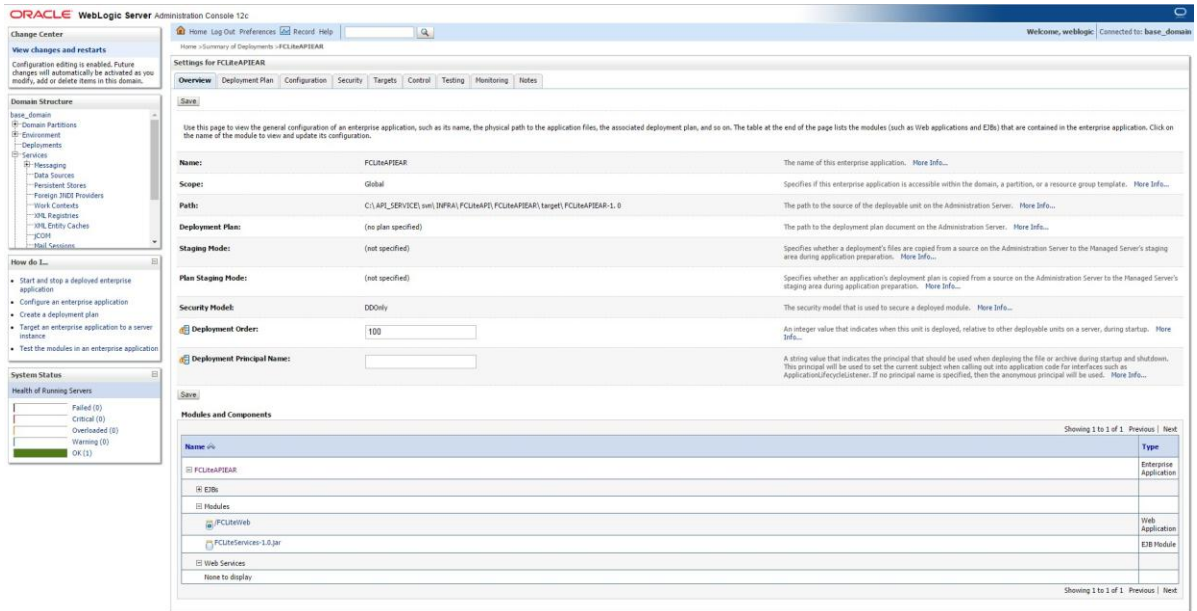 ORACLE WebLogic Server Administration Console 12c
Change Center
View changes and restarts
Configuration editing is enabled. Future
changes will automatically be activated as you
modify, add or delete items in this domain.
Domain Structure
base_domain
Domain Partitions
Environment
Deployments
Services
Messaging
Data Sources
Persistent Stores
Foreign JNDI Providers
Work Contexts
XML Registries
XML Entity Caches
jCOM
Mail Sessions
How do I...
Start and stop a deployed enterprise
application
Configure an enterprise application
Create a deployment plan
Target an enterprise application to a server
instance
Test the modules in an enterprise application
System Status
Health of Running Servers
Failed (0)
Critical (0)
Overloaded (0)
Warning (0)
OK (1)
Home Log Out Preferences Record Help
Welcome, weblogic Connected to: base_domain
Home >Summary of Deployments >FCLiteAPIEAR
Settings for FCLiteAPIEAR
Overview Deployment Plan Configuration Security Targets Control Testing Monitoring Notes
Save
Use this page to view the general configuration of an enterprise application, such as its name, the physical path to the application files, the associated deployment plan, and so on. The table at the end of the page lists the modules (such as Web applications and EJBs) that are contained in the enterprise application. Click on
the name of the module to view and update its configuration.
Name: FCLiteAPIEAR The name of this enterprise application. More Info...
Scope: Global Specifies if this enterprise application is accessible within the domain, a partition, or a resource group template. More Info...
Path: C:\ API_SERVICE\ svn\ INFRA\ FCLiteAPI\ FCLiteAPIEAR\ target\ FCLiteAPIEAR-1. 0 The path to the source of the deployable unit on the Administration Server. More Info...
Deployment Plan: (no plan specified) The path to the deployment plan document on the Administration Server. More Info...
Staging Mode: (not specified) Specifies whether a deployment's files are copied from a source on the Administration Server to the Managed Server's staging
area during application preparation. More Info...
Plan Staging Mode: (not specified) Specifies whether an application's deployment plan is copied from a source on the Administration Server to the Managed Server's
staging area during application preparation. More Info...
Security Model: DDOnly The security model that is used to secure a deployed module. More Info...
Deployment Order: 100 An integer value that indicates when this unit is deployed, relative to other deployable units on a server, during startup. More
Info...
Deployment Principal Name: A string value that indicates the principal that should be used when deploying the file or archive during startup and shutdown.
This principal will be used to set the current subject when calling out into application code for interfaces such as
ApplicationLifecycleListener. If no principal name is specified, then the anonymous principal will be used. More Info...
Save
Modules and Components
Showing 1 to 1 of 1 Previous | Next
Name Type
FCLiteAPIEAR Enterprise
Application
EJBs
Modules
/FCLiteWeb Web
Application
FCLiteServices-1.0.jar EJB Module
Web Services
None to display
Showing 1 to 1 of 1 Previous | Next